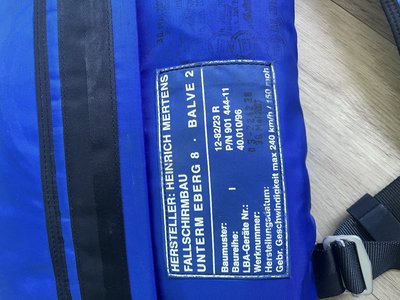 HERSTELLER: HEINRICH MERTENS
FALLSCHIRMBAU
UNTERM EBERG 8 · BALVE 2
Baumuster: 12-82/23 R
Baureihe: I P/N 901 444-11
LBA-Geräte Nr.: 40.010/96
Werknummer:
Herstellungsdatum:
Gebr. Geschwindigkeit max 240 km/h / 150 mph